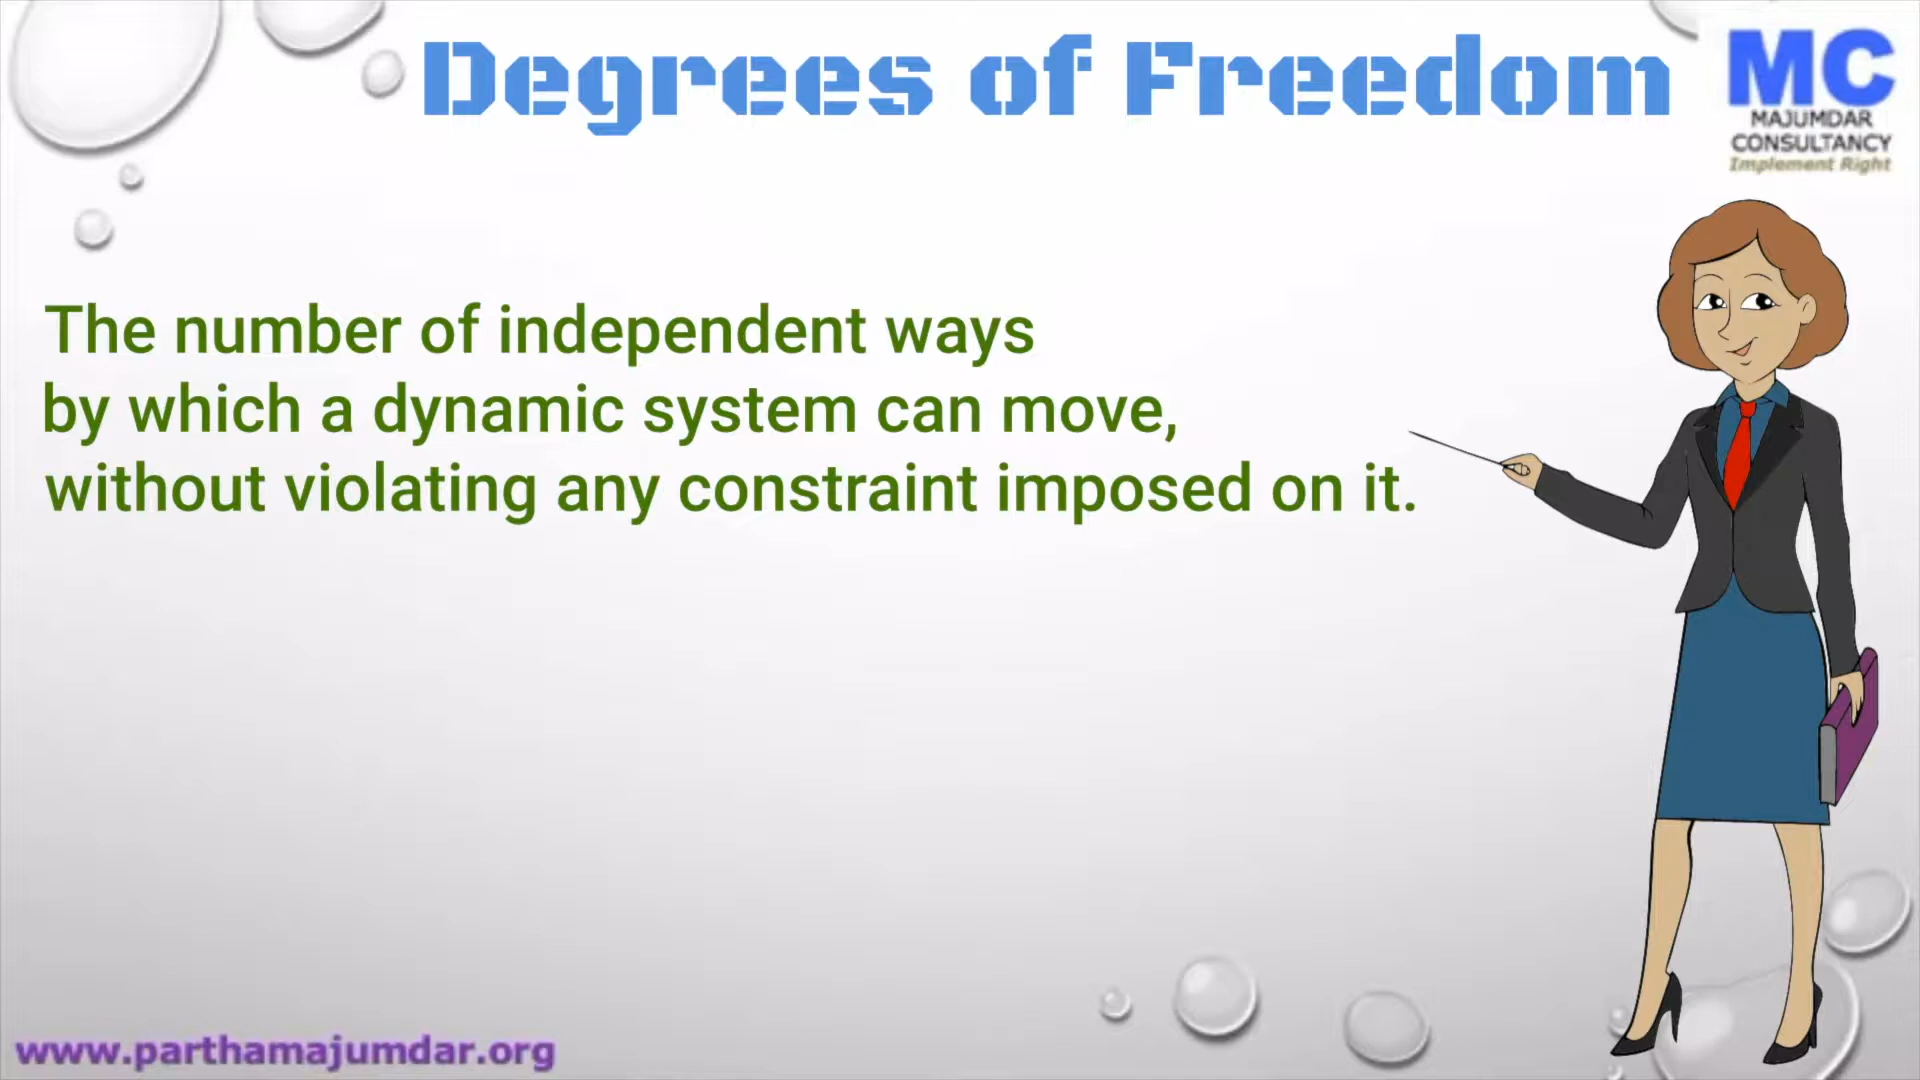 Degrees of Freedom
MC
MAJUMDAR
CONSULTANCY
Implement Right
The number of independent ways
by which a dynamic system can move,
without violating any constraint imposed on it.
www.parthamajumdar.org